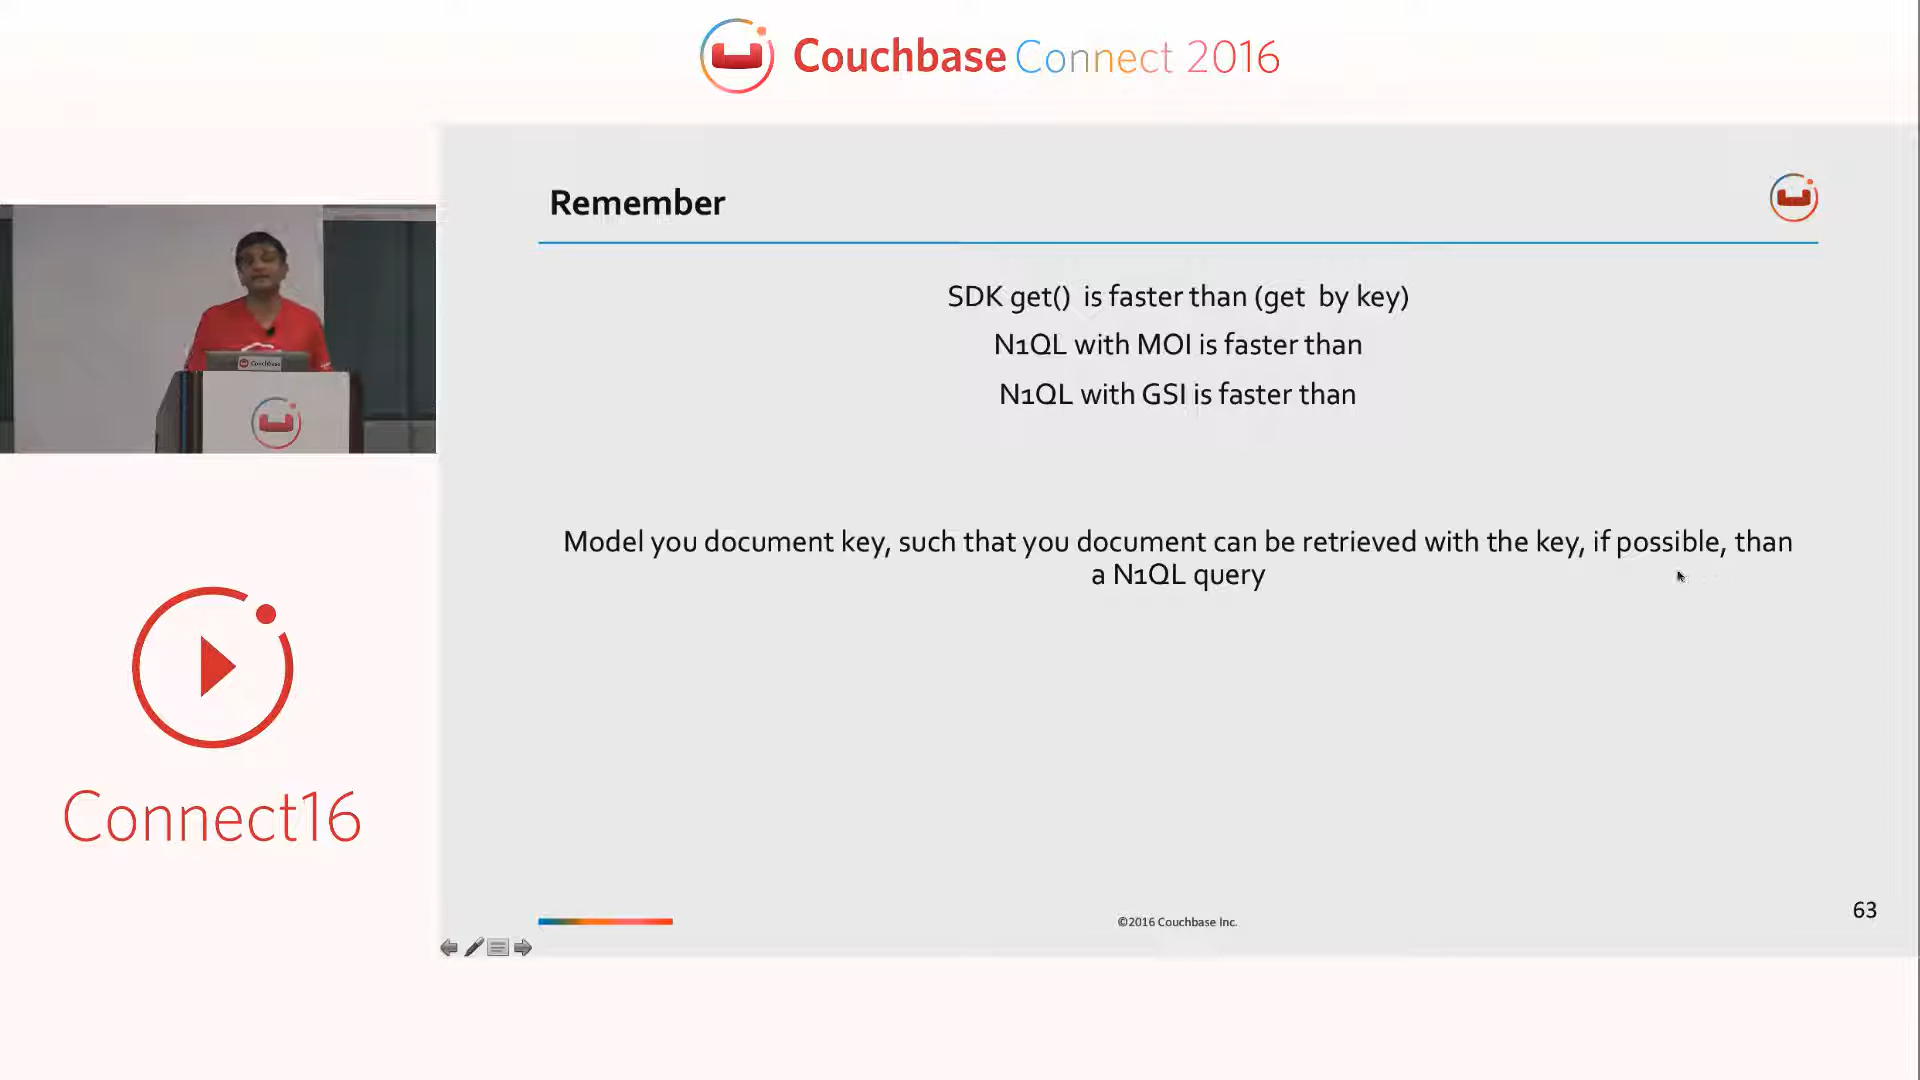 Couchbase Connect 2016
Remember
SDK get()  is faster than (get  by key)
N1QL with MOI is faster than
N1QL with GSI is faster than
Model you document key, such that you document can be retrieved with the key, if possible, than
a N1QL query
Couchbase
Connect16
©2016 Couchbase Inc.
63